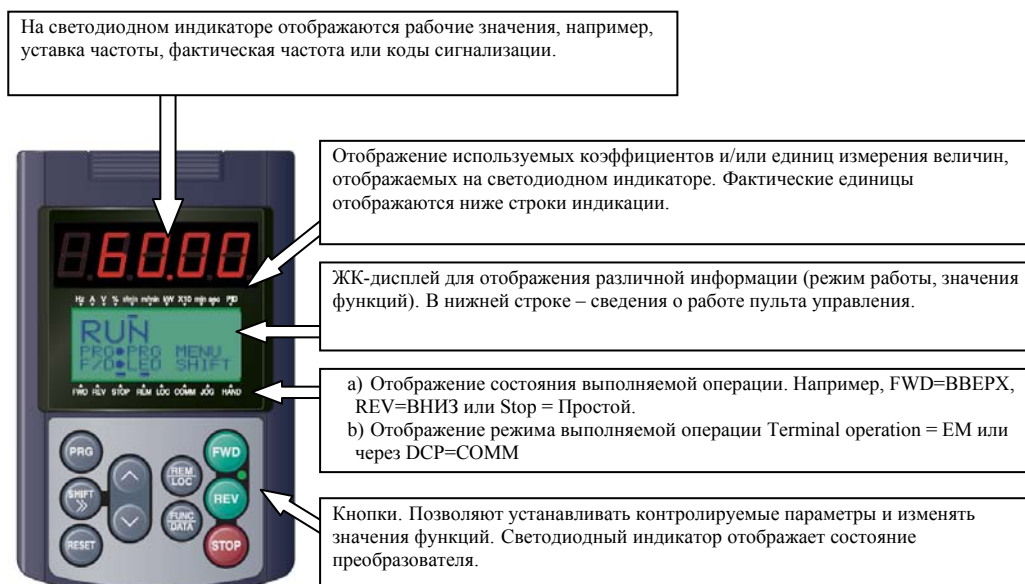 На светодиодном индикаторе отображаются рабочие значения, например,
уставка частоты, фактическая частота или коды сигнализации.
Отображение используемых коэффициентов и/или единиц измерения величин,
отображаемых на светодиодном индикаторе. Фактические единицы
отображаются ниже строки индикации.
60.00
Hz A V % r/min m/min kW X10 min sec PID
ЖК-дисплей для отображения различной информации (режим работы, значения
функций). В нижней строке – сведения о работе пульта управления.
RUN
PRG PRG MENU
F/D LED SHIFT
FWD REV STOP REM LOC COMM JOG HAND
a) Отображение состояния выполняемой операции. Например, FWD=ВВЕРХ,
REV=ВНИЗ или Stop = Простой.
b) Отображение режима выполняемой операции Terminal operation = EM или
через DCP=COMM
PRG
FWD
REM
LOC
SHIFT
REV
FUNC
DATA
RESET
STOP
Кнопки. Позволяют устанавливать контролируемые параметры и изменять
значения функций. Светодиодный индикатор отображает состояние
преобразователя.